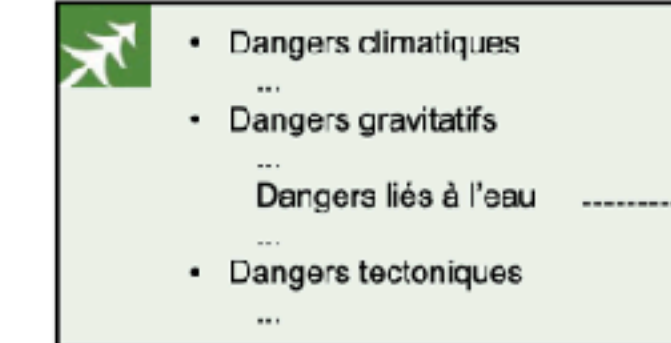 • Dangers climatiques
...
• Dangers gravitatifs
...
Dangers liés à l'eau ---------
...
• Dangers tectoniques
...